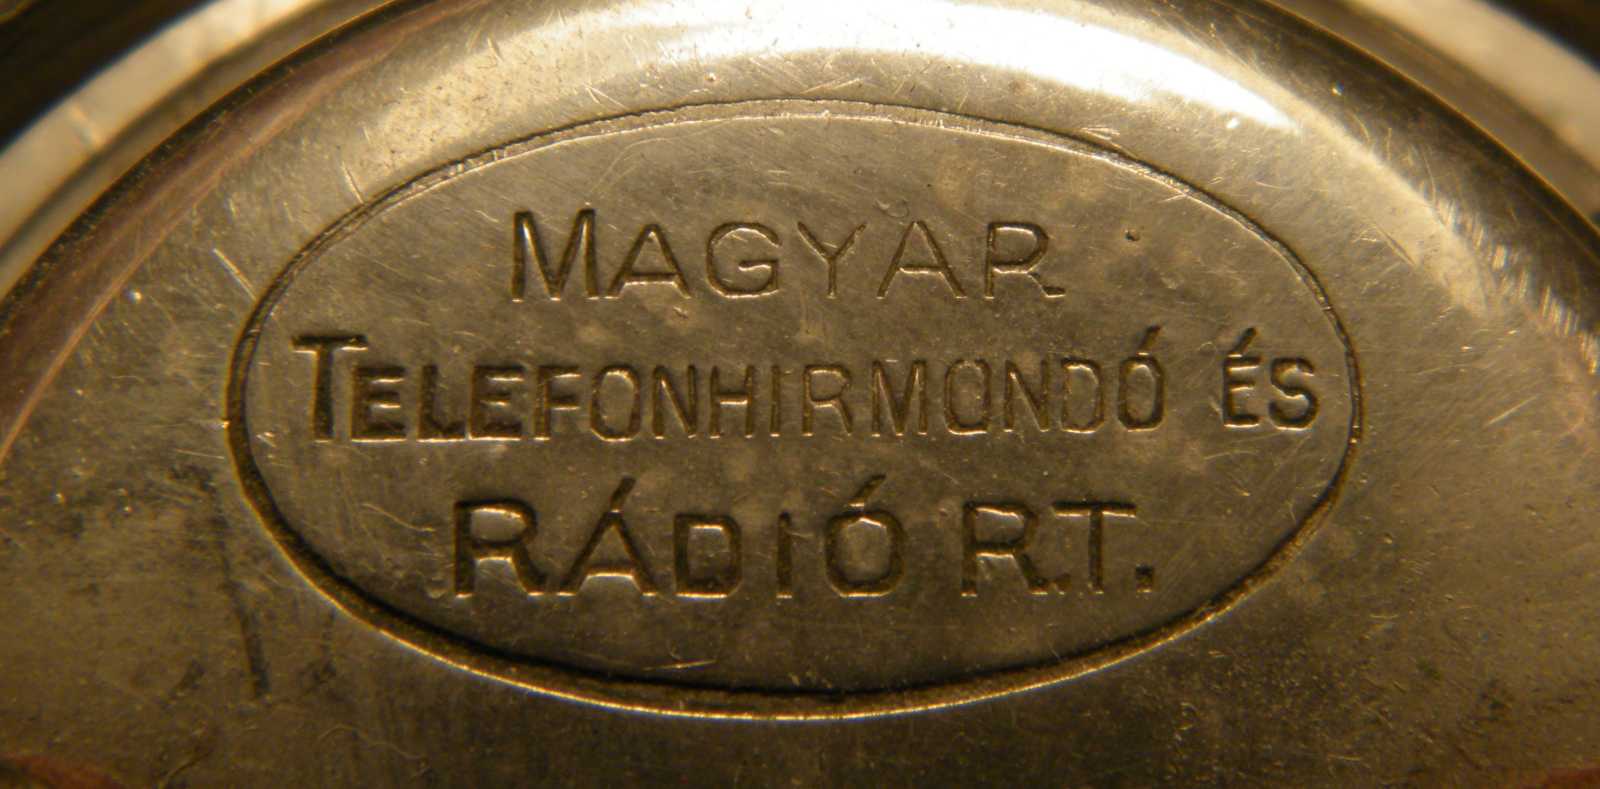 MAGYAR
TELEFONHIRMONDÓ ÉS
RÁDIÓ R.T.